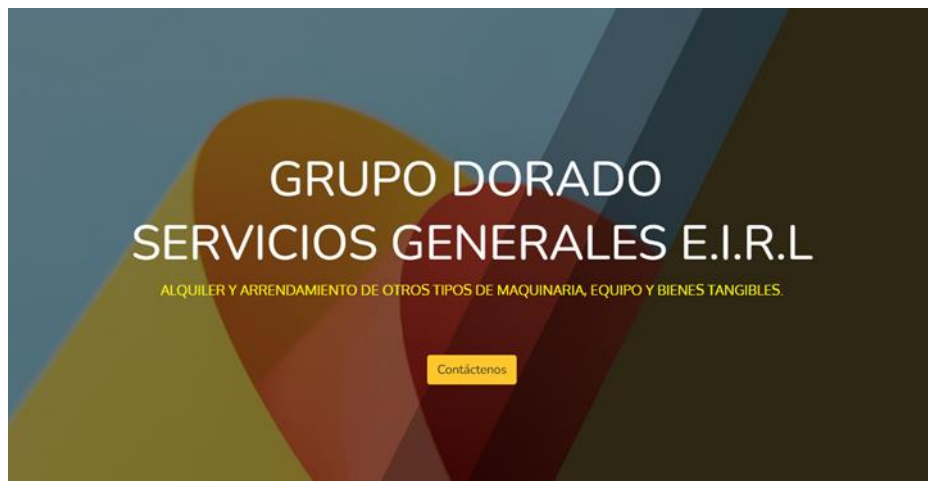 GRUPO DORADO
SERVICIOS GENERALES E.I.R.L
ALQUILER Y ARRENDAMIENTO DE OTROS TIPOS DE MAQUINARIA, EQUIPO Y BIENES TANGIBLES.
Contáctenos